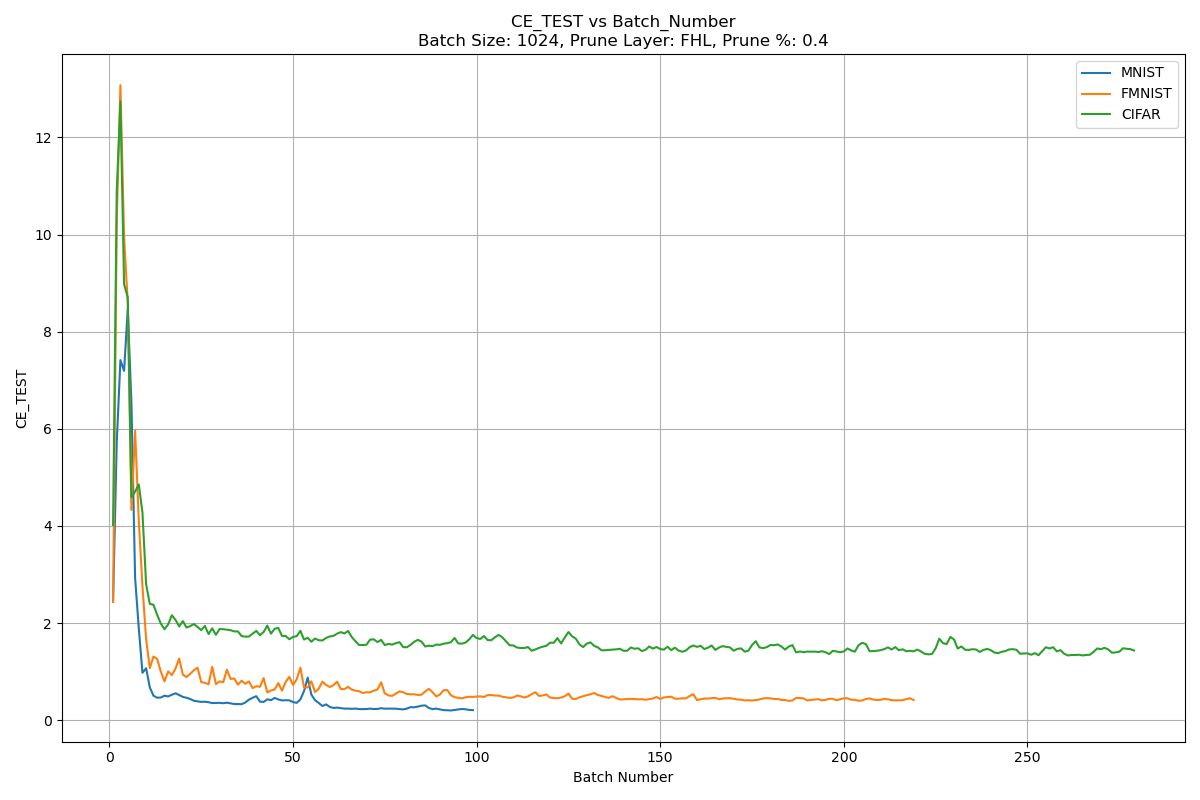 CE_TEST vs Batch_Number
Batch Size: 1024, Prune Layer: FHL, Prune %: 0.4
MNIST
FMNIST
CIFAR
CE_TEST
12
10
8
6
4
2
0
0 50 100 150 200 250
Batch Number